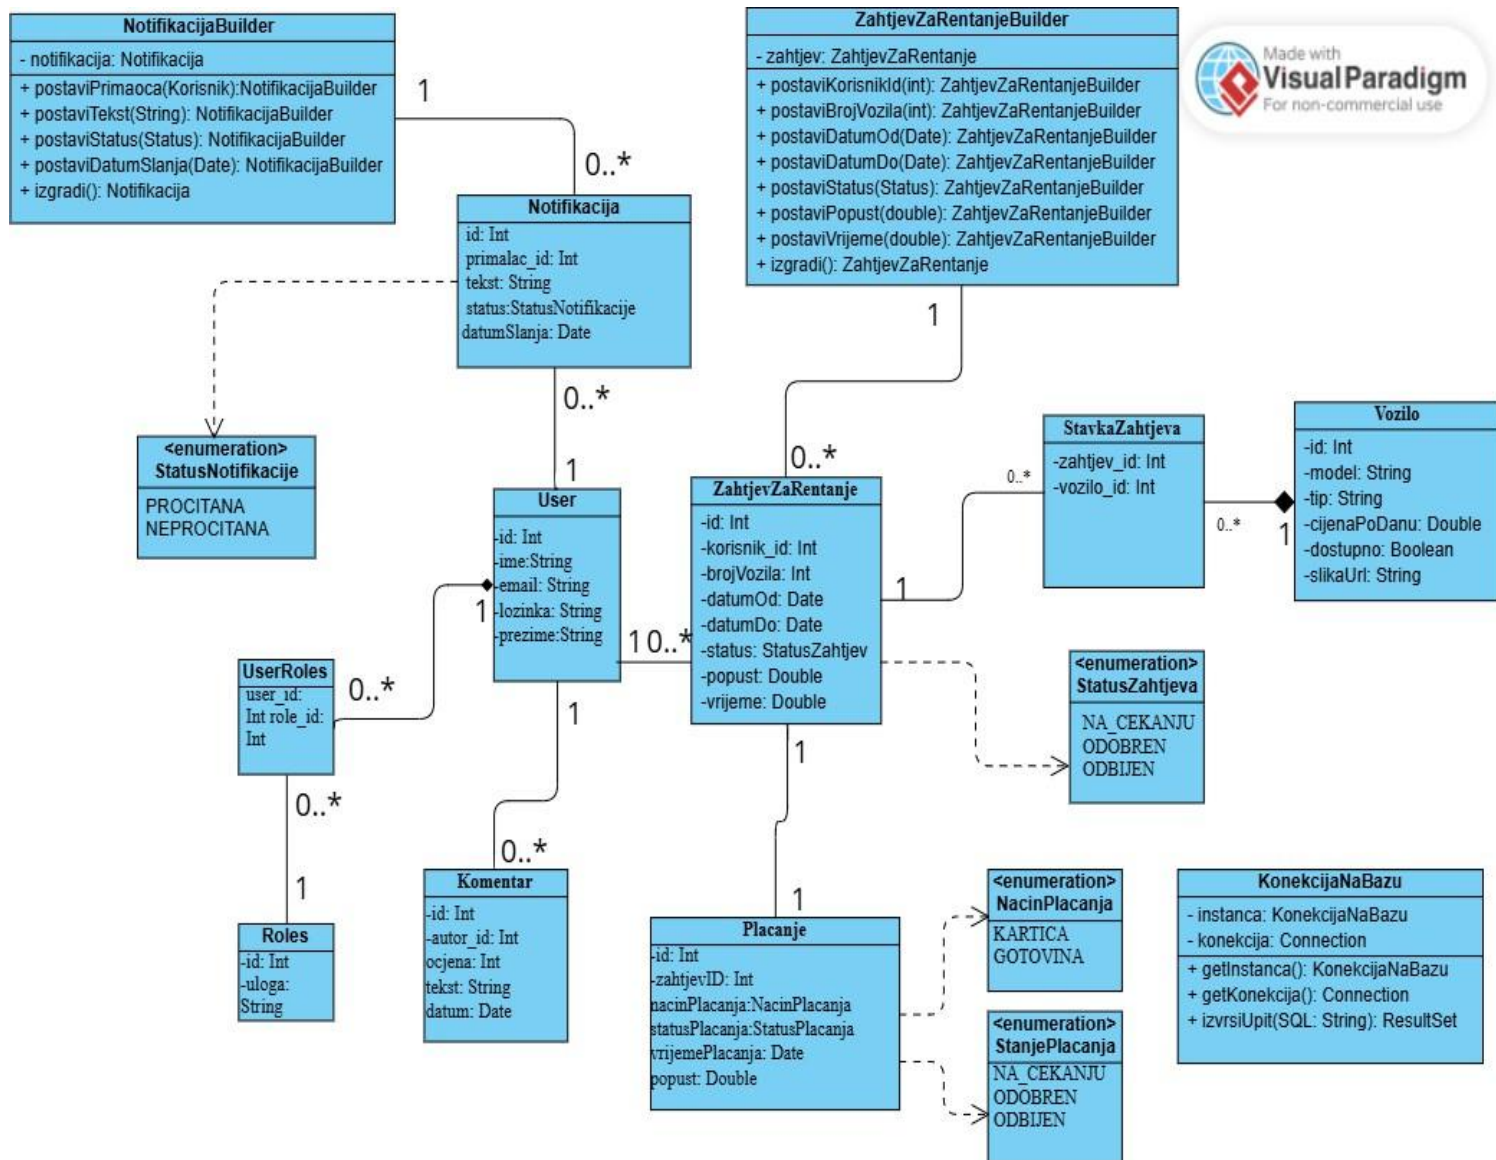 NotifikacijaBuilder
- notifikacija: Notifikacija
+ postaviPrimaoca(Korisnik):NotifikacijaBuilder
+ postaviTekst(String): NotifikacijaBuilder
+ postaviStatus(Status): NotifikacijaBuilder
+ postaviDatumSlanja(Date): NotifikacijaBuilder
+ izgradi(): Notifikacija
1
0..*
ZahtjevZaRentanjeBuilder
- zahtjev: ZahtjevZaRentanje
+ postaviKorisnikId(int): ZahtjevZaRentanjeBuilder
+ postaviBrojVozila(int): ZahtjevZaRentanjeBuilder
+ postaviDatumOd(Date): ZahtjevZaRentanjeBuilder
+ postaviDatumDo(Date): ZahtjevZaRentanjeBuilder
+ postaviStatus(Status): ZahtjevZaRentanjeBuilder
+ postaviPopust(double): ZahtjevZaRentanjeBuilder
+ postaviVrijeme(double): ZahtjevZaRentanjeBuilder
+ izgradi(): ZahtjevZaRentanje
1
0..*
Made with
VisualParadigm
For non-commercial use
Notifikacija
id: Int
primalac_id: Int
tekst: String
status:StatusNotifikacije
datumSlanja: Date
0..*
1
<enumeration>
StatusNotifikacije
PROCITANA
NEPROCITANA
User
-id: Int
-ime:String
-email: String
-lozinka: String
-prezime:String
1
0..*
1
0..*
1
0..*
ZahtjevZaRentanje
-id: Int
-korisnik_id: Int
-brojVozila: Int
-datumOd: Date
-datumDo: Date
-status: StatusZahtjev
-popust: Double
-vrijeme: Double
1
0..*
1
1
StavkaZahtjeva
-zahtjev_id: Int
-vozilo_id: Int
0..*
1
Vozilo
-id: Int
-model: String
-tip: String
-cijenaPoDanu: Double
-dostupno: Boolean
-slikaUrl: String
<enumeration>
StatusZahtjeva
NA_CEKANJU
ODOBREN
ODBIJEN
UserRoles
user_id:
Int role_id:
Int
0..*
1
Roles
-id: Int
-uloga:
String
Komentar
-id: Int
-autor_id: Int
ocjena: Int
tekst: String
datum: Date
Placanje
-id: Int
-zahtjevID: Int
nacinPlacanja:NacinPlacanja
statusPlacanja:StatusPlacanja
vrijemePlacanja: Date
popust: Double
<enumeration>
NacinPlacanja
KARTICA
GOTOVINA
<enumeration>
StanjePlacanja
NA_CEKANJU
ODOBREN
ODBIJEN
KonekcijaNaBazu
- instanca: KonekcijaNaBazu
- konekcija: Connection
+ getInstanca(): KonekcijaNaBazu
+ getKonekcija(): Connection
+ izvrsiUpit(SQL: String): ResultSet